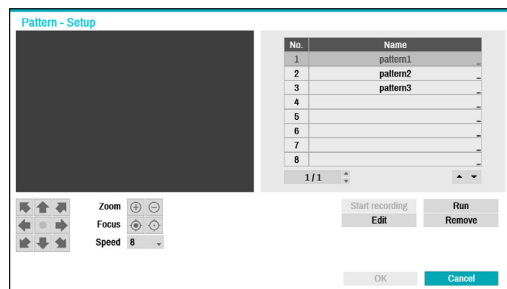 Pattern - Setup
No. Name
1 pattern1
2 pattern2
3 pattern3
4
5
6
7
8
1 / 1
Zoom
Focus
Speed 8
Start recording Run
Edit Remove
OK Cancel